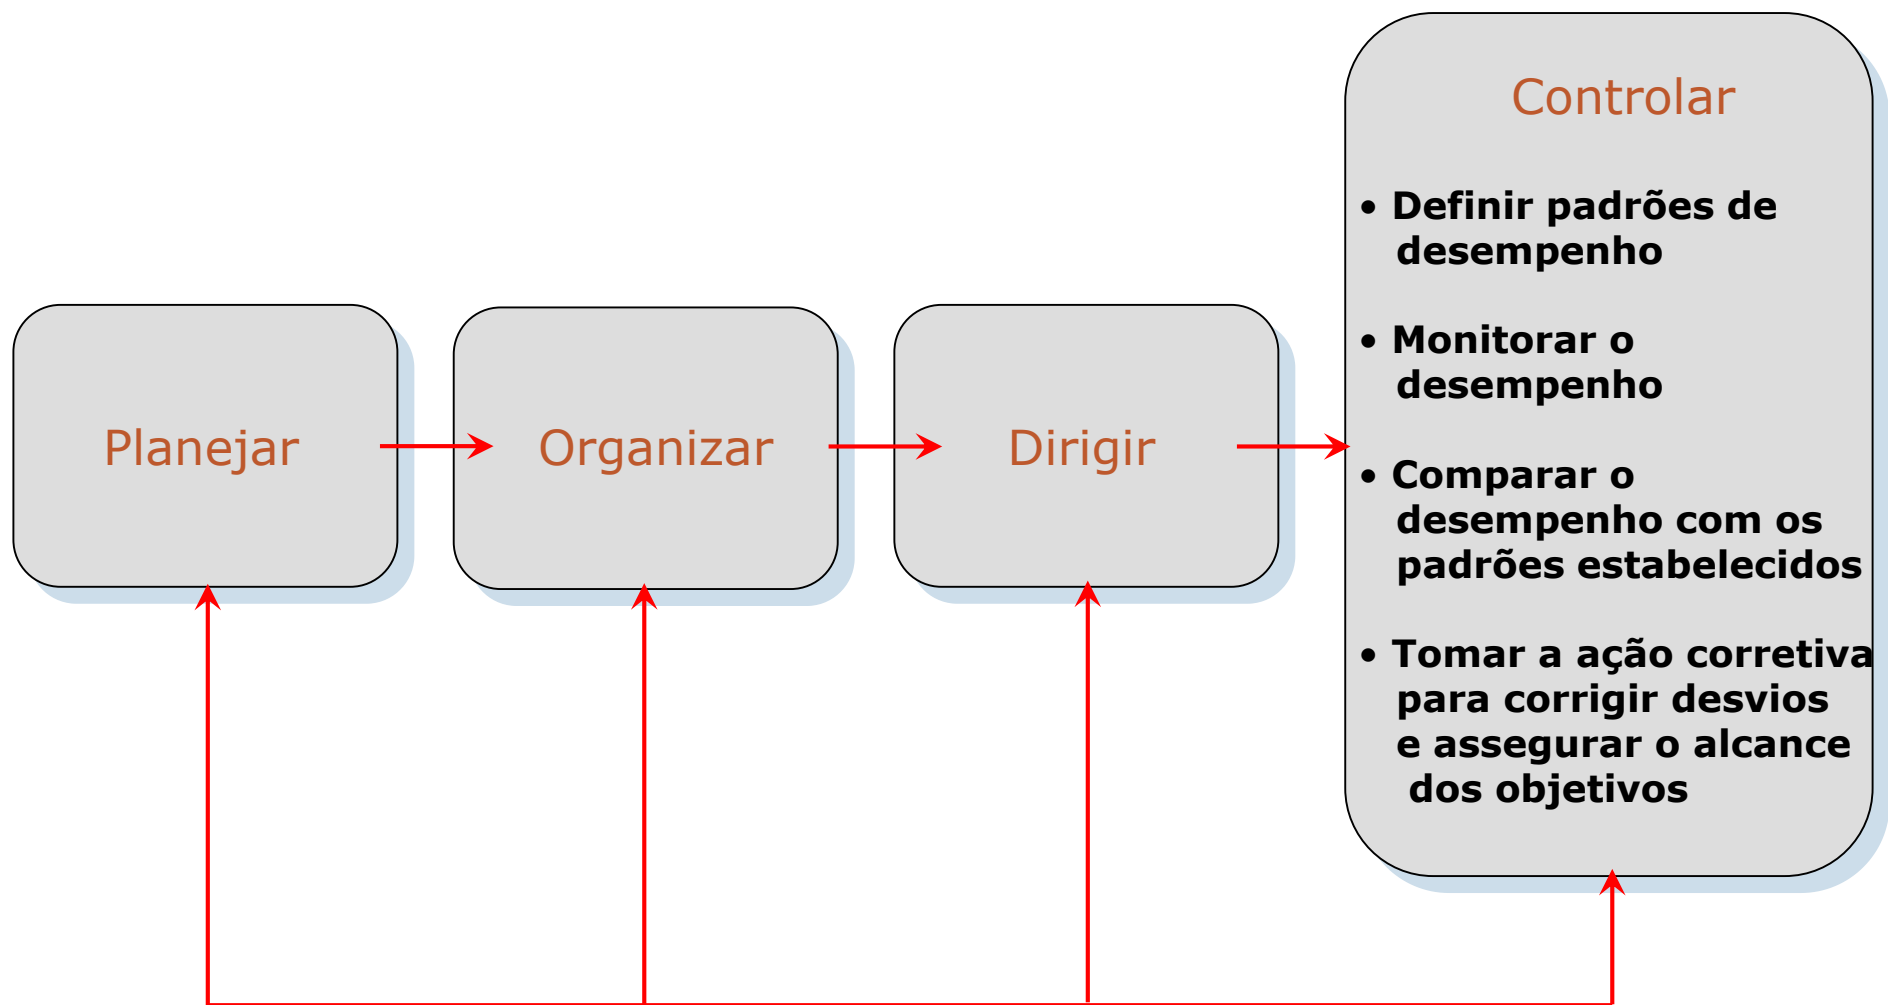 Planejar
Organizar
Dirigir
Controlar
• Definir padrões de
desempenho
• Monitorar o
desempenho
• Comparar o
desempenho com os
padrões estabelecidos
• Tomar a ação corretiva
para corrigir desvios
e assegurar o alcance
dos objetivos